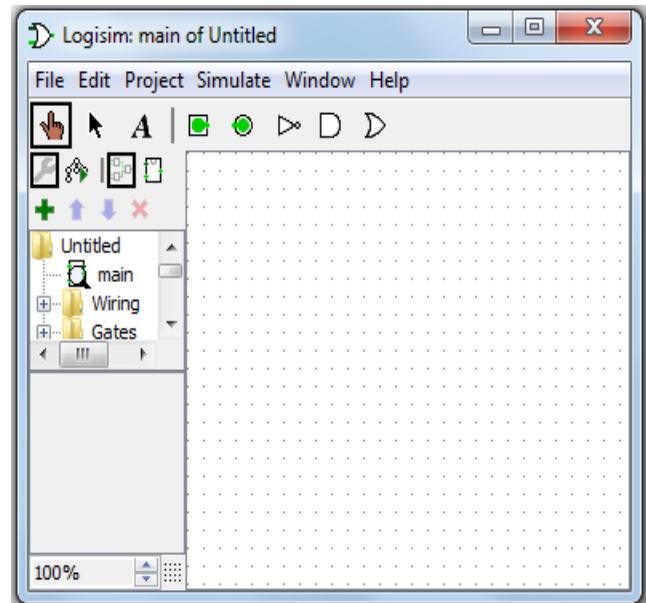 Logisim: main of Untitled
File Edit Project Simulate Window Help
A
Untitled
main
Wiring
Gates
100%